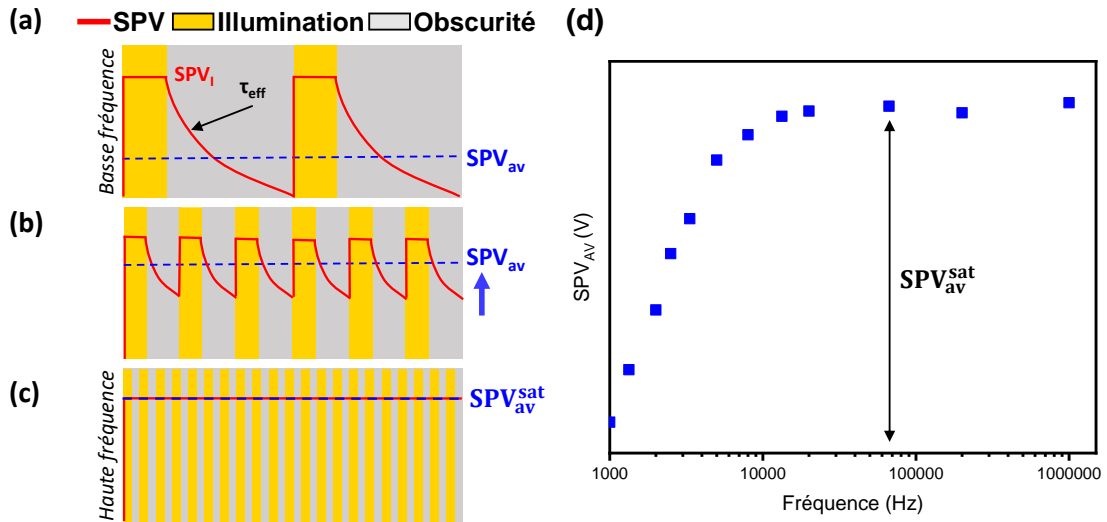 (a) SPV Illumination Obscurité
Basse fréquence
SPVI
τeff
SPVav
(b)
SPVav
(c)
Haute fréquence
SPVavsat
(d)
SPVAV (V)
SPVavsat
1000 10000 100000 1000000
Fréquence (Hz)